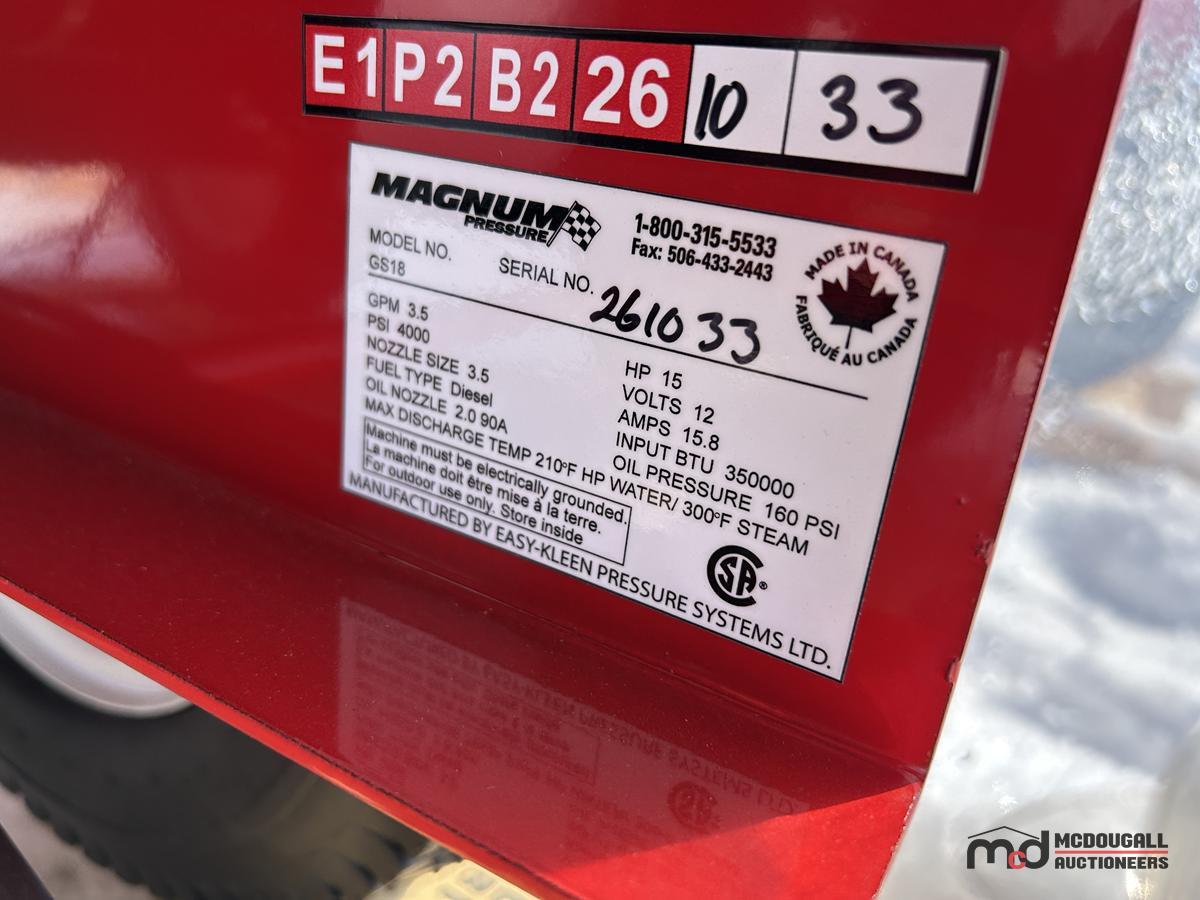 E1 P2 B2 26 10 33
MAGNUM
PRESSURE
1-800-315-5533
Fax: 506-433-2443
MADE IN CANADA
FABRIQUÉ AU CANADA
MODEL NO.
GS18
SERIAL NO. 261033
GPM 3.5
PSI 4000
NOZZLE SIZE 3.5
FUEL TYPE Diesel
OIL NOZZLE 2.0 90A
HP 15
VOLTS 12
AMPS 15.8
INPUT BTU 350000
OIL PRESSURE 160 PSI
MAX DISCHARGE TEMP 210°F HP WATER/ 300°F STEAM
Machine must be electrically grounded.
La machine doit être mise à la terre.
For outdoor use only. Store inside
MANUFACTURED BY EASY-KLEEN PRESSURE SYSTEMS LTD.
CSA®
mcd MCDOUGALL
AUCTIONEERS